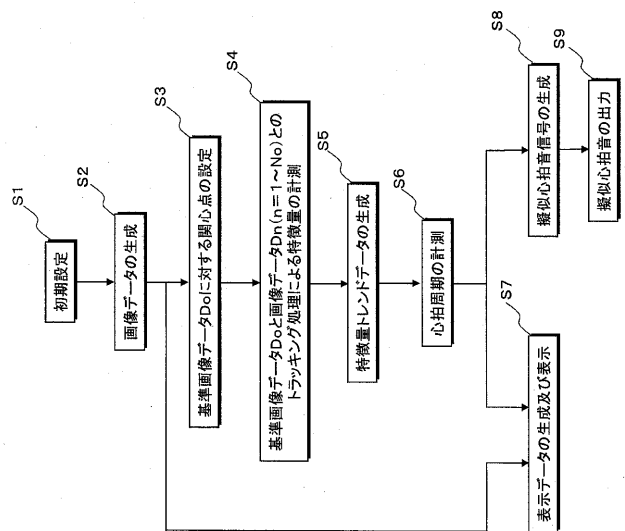 S1
初期設定
S2
画像データの生成
S3
基準画像データDoに対する関心点の設定
S4
基準画像データDoと画像データDn(n=1~No)との
トラッキング処理による特徴量の計測
S5
特徴量トレンドデータの生成
S6
心拍周期の計測
S7
表示データの生成及び表示
S8
擬似心拍音信号の生成
S9
擬似心拍音の出力